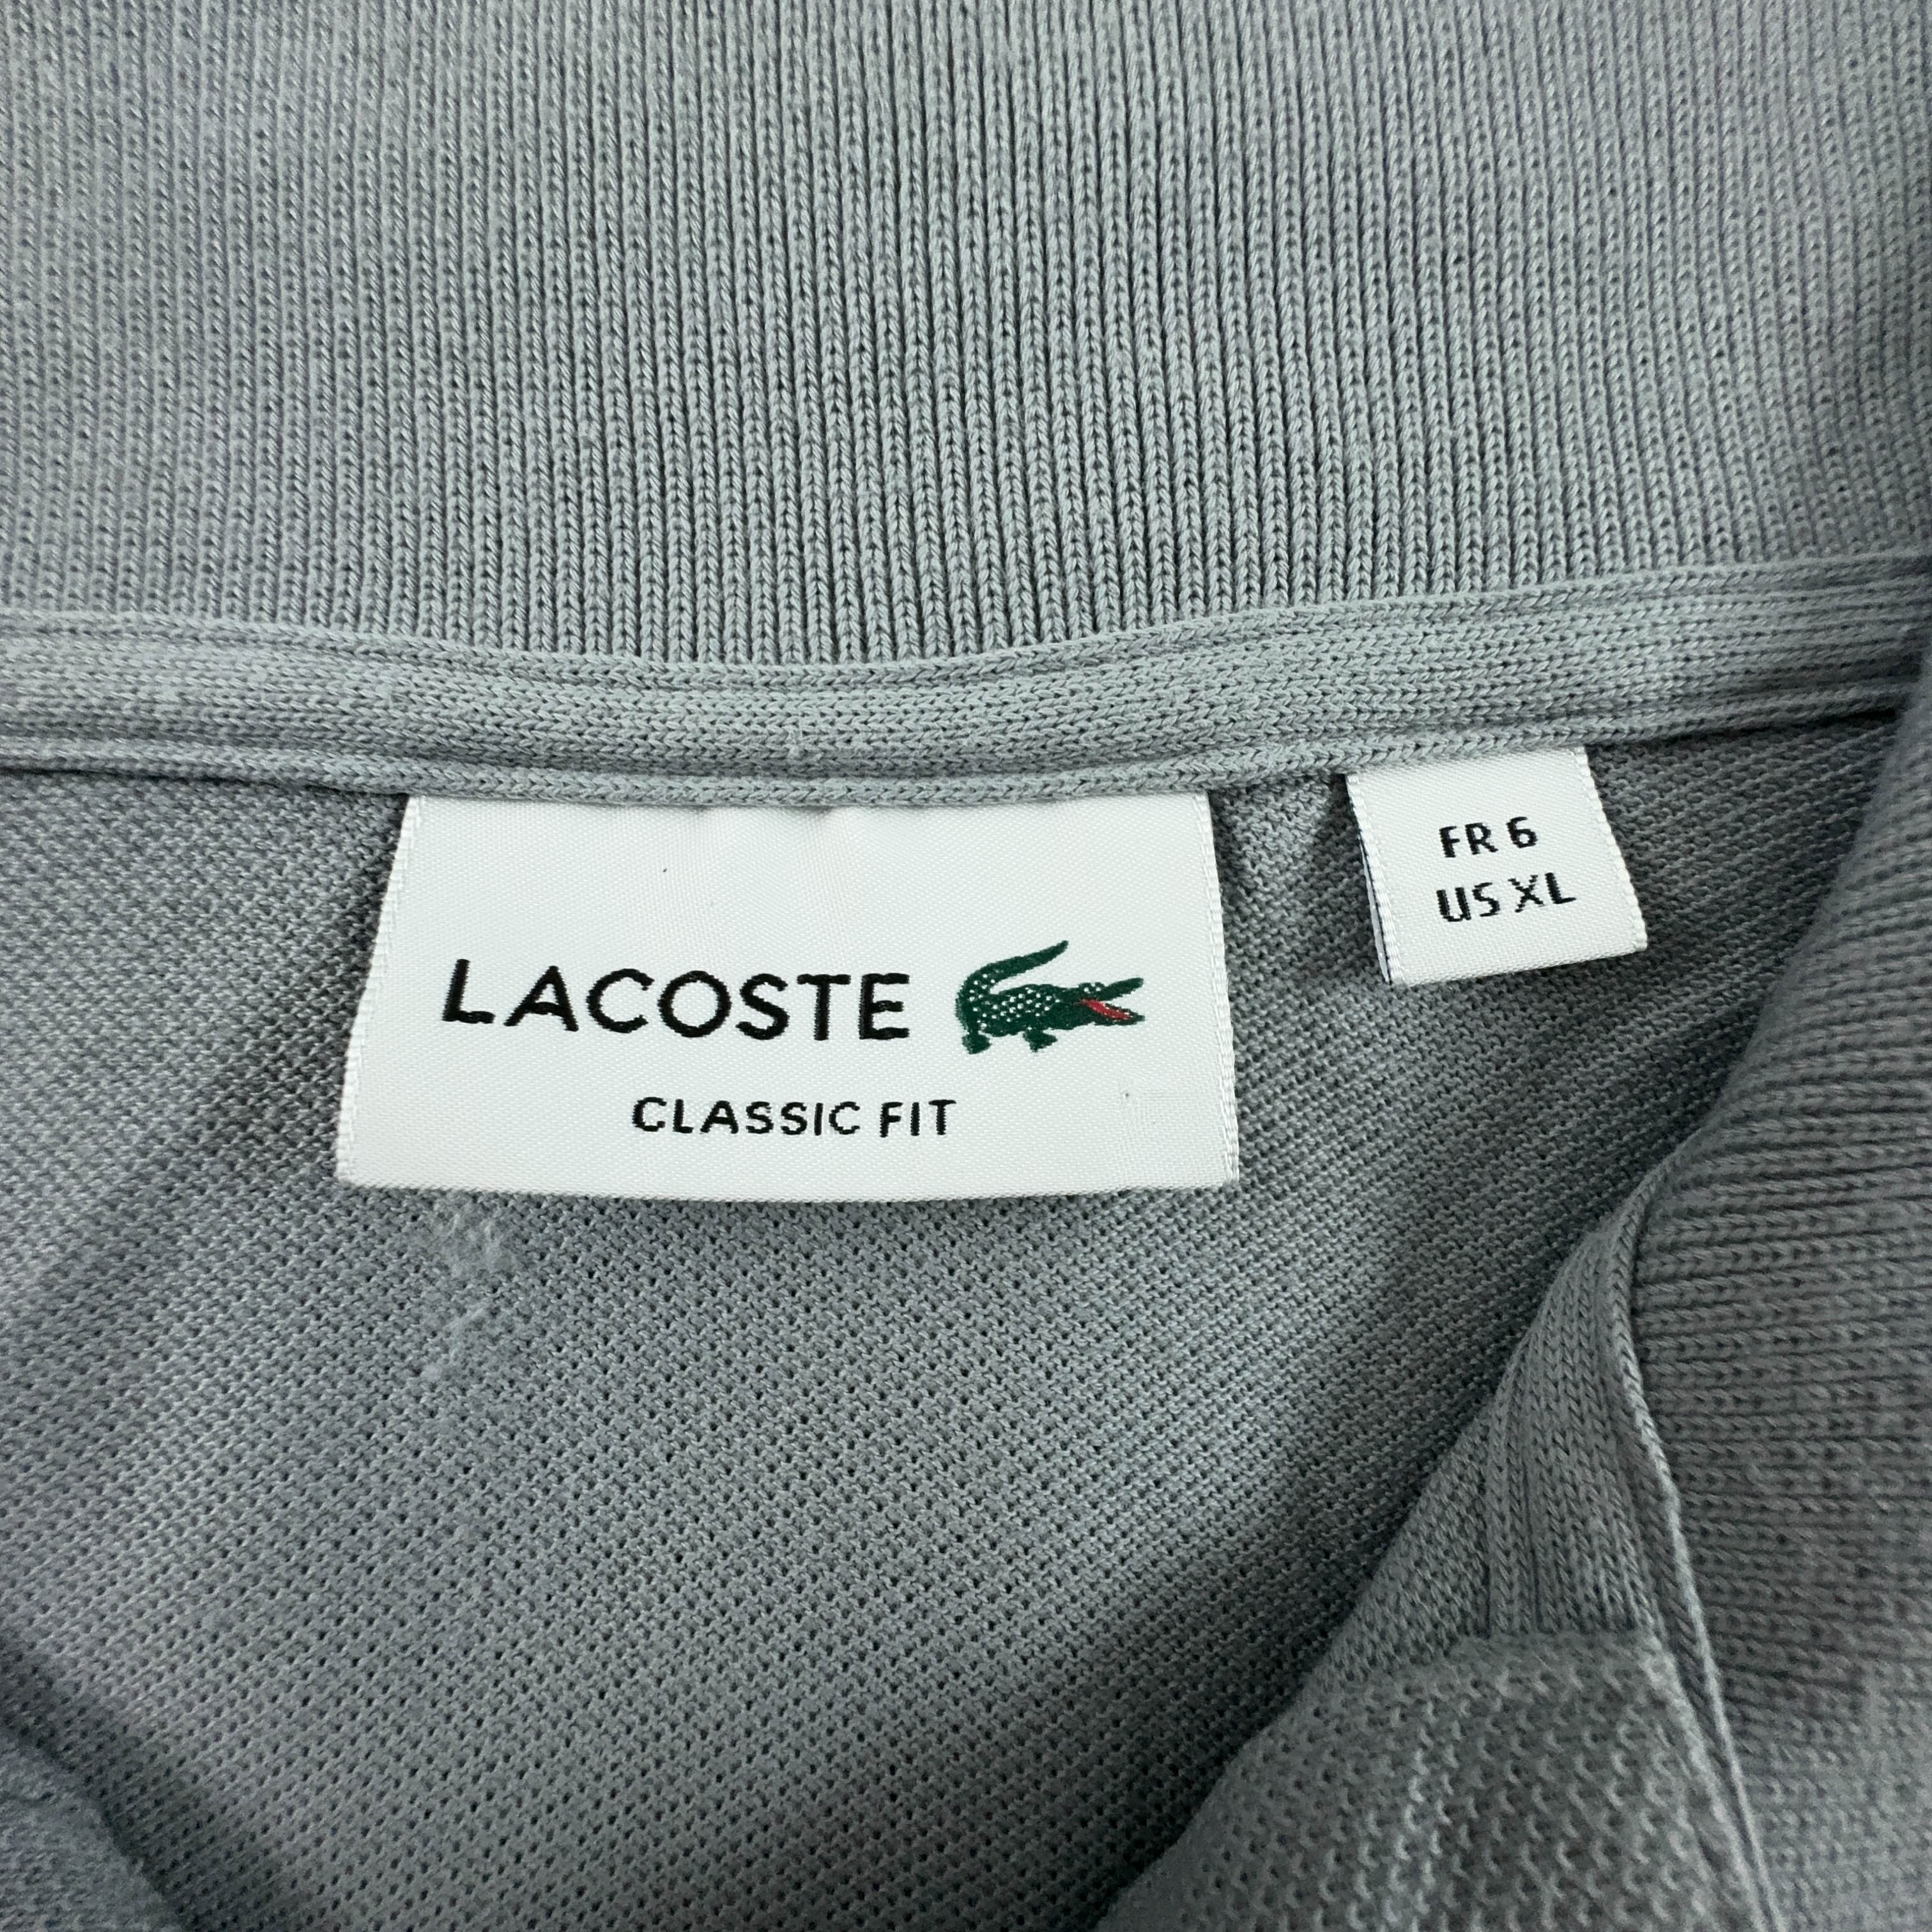 LACOSTE
CLASSIC FIT
FR 6
US XL